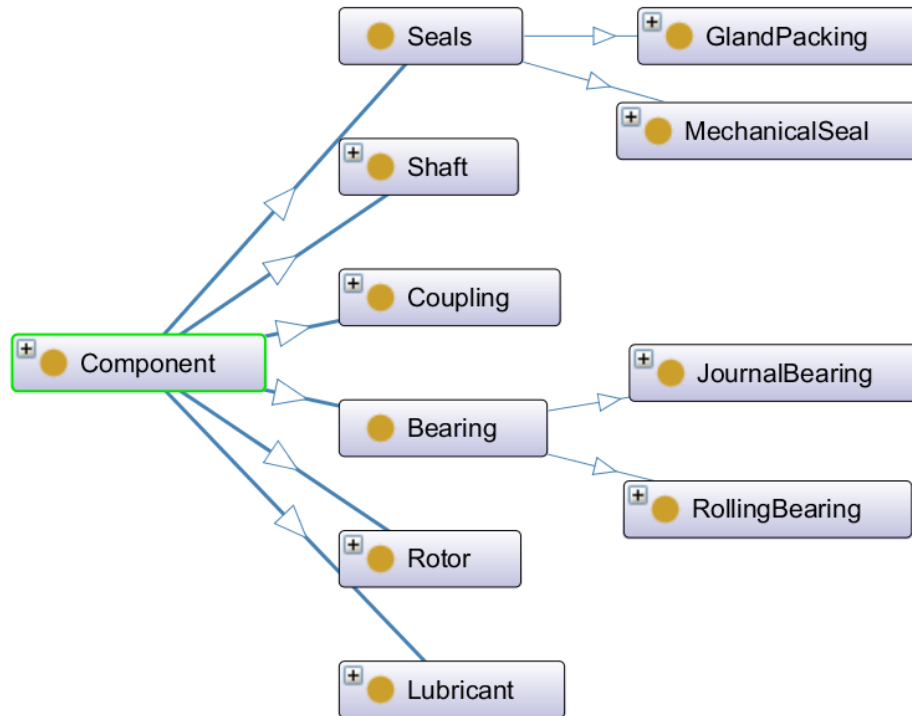 Seals
GlandPacking
MechanicalSeal
Shaft
Coupling
Component
JournalBearing
Bearing
RollingBearing
Rotor
Lubricant